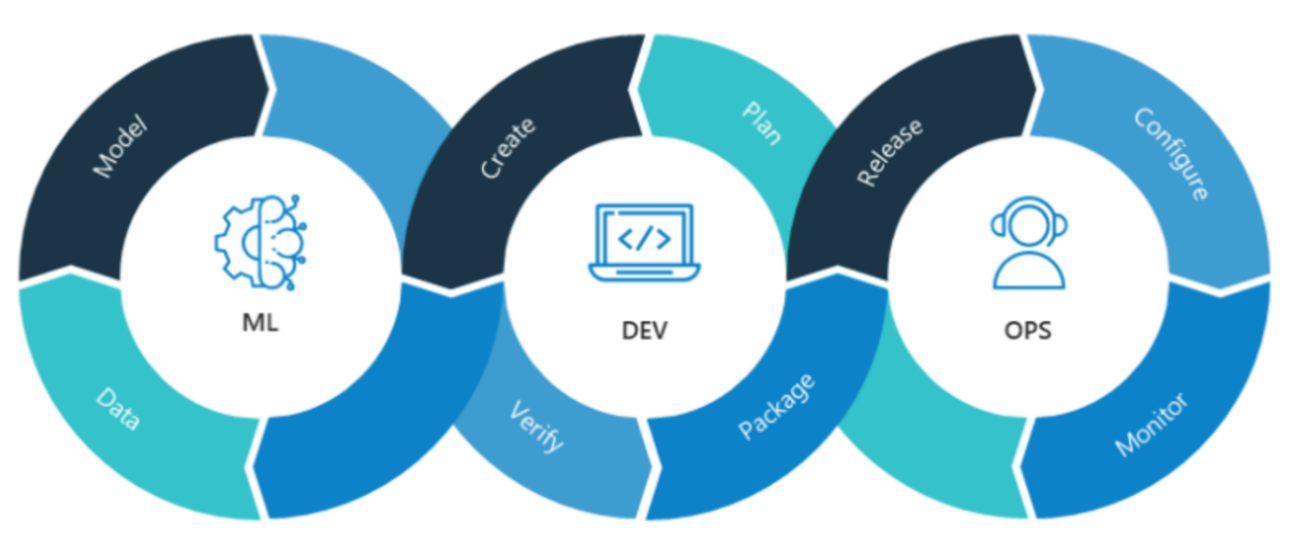 Model
Data
ML
Create
Plan
Verify
Package
DEV
Release
Configure
Monitor
OPS
</>